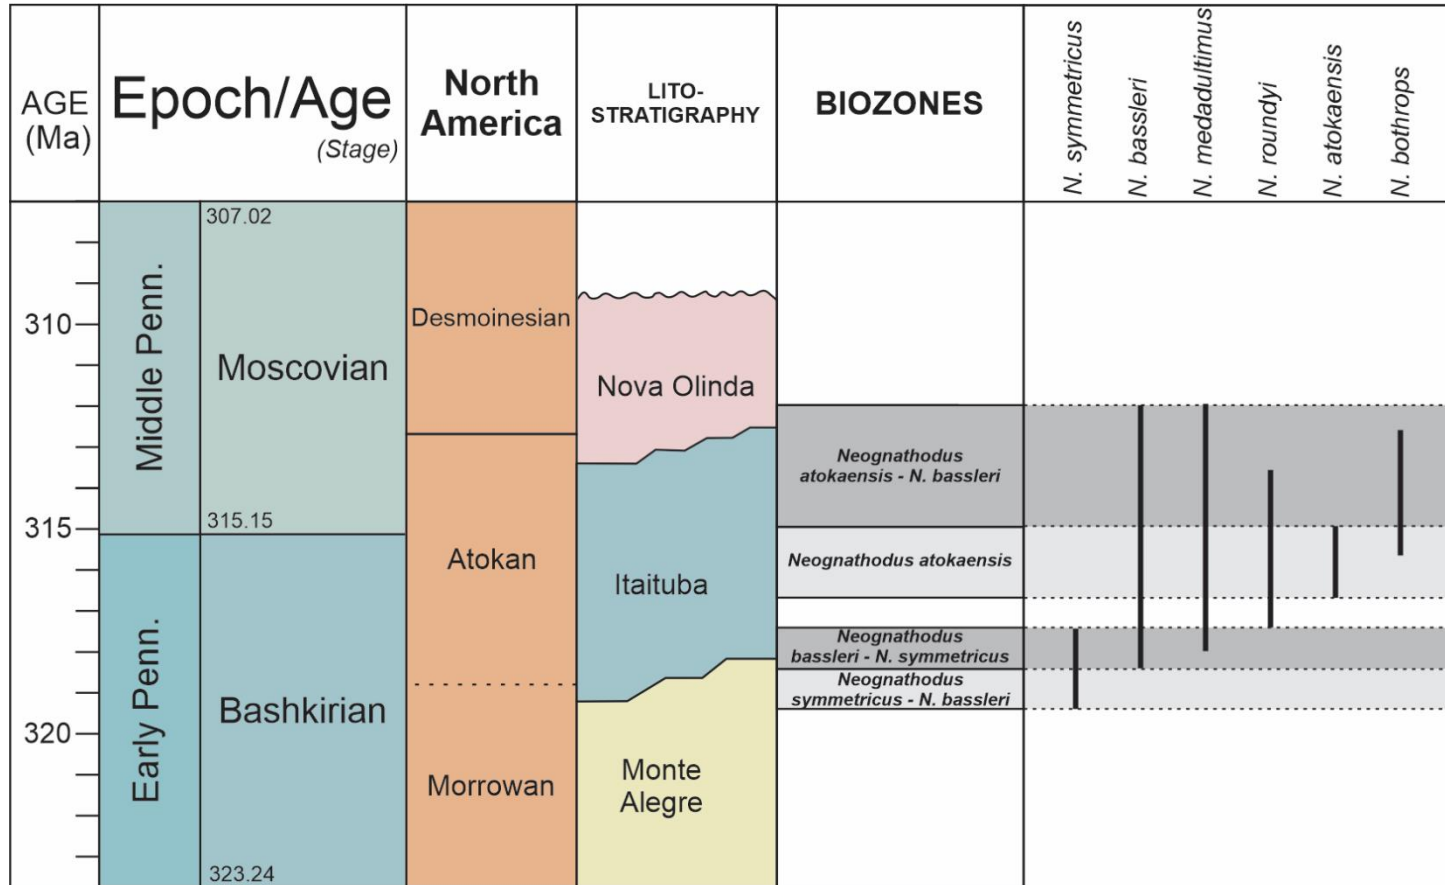 AGE
(Ma)
Epoch/Age
(Stage)
North
America
LITO-
STRATIGRAPHY
BIOZONES
N. symmetricus
N. bassleri
N. medadultimus
N. roundyi
N. atokaensis
N. bothrops
307.02
310
Middle Penn.
Moscovian
Desmoinesian
Nova Olinda
Neognathodus
atokaensis - N. bassleri
315.15
315
Atokan
Itaituba
Neognathodus atokaensis
Neognathodus
bassleri - N. symmetricus
Neognathodus
symmetricus - N. bassleri
Early Penn.
Bashkirian
320
Morrowan
Monte
Alegre
323.24